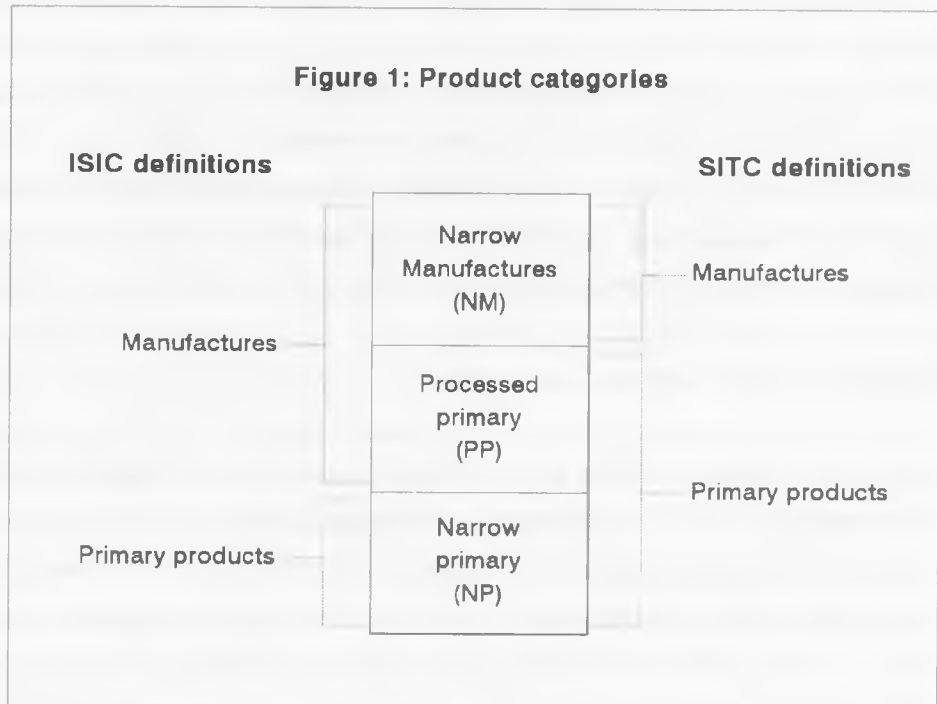 Figure 1: Product categories
ISIC definitions
SITC definitions
Narrow
Manufactures
(NM)
Manufactures
Manufactures
Processed
primary
(PP)
Primary products
Narrow
primary
(NP)
Primary products